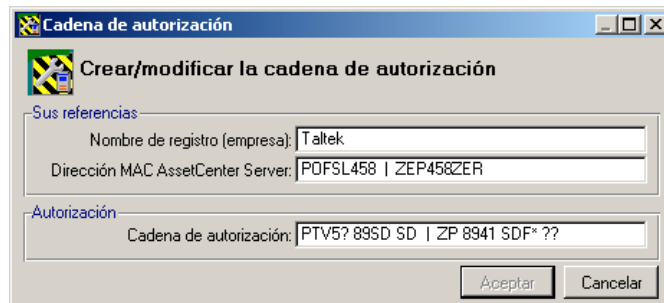 Cadena de autorización
Crear/modificar la cadena de autorización
Sus referencias
Nombre de registro (empresa): Taltek
Dirección MAC AssetCenter Server: POFSL458 | ZEP458ZER
Autorización
Cadena de autorización: PTV5? 89SD SD | ZP 8941 SDF* ??
Aceptar Cancelar